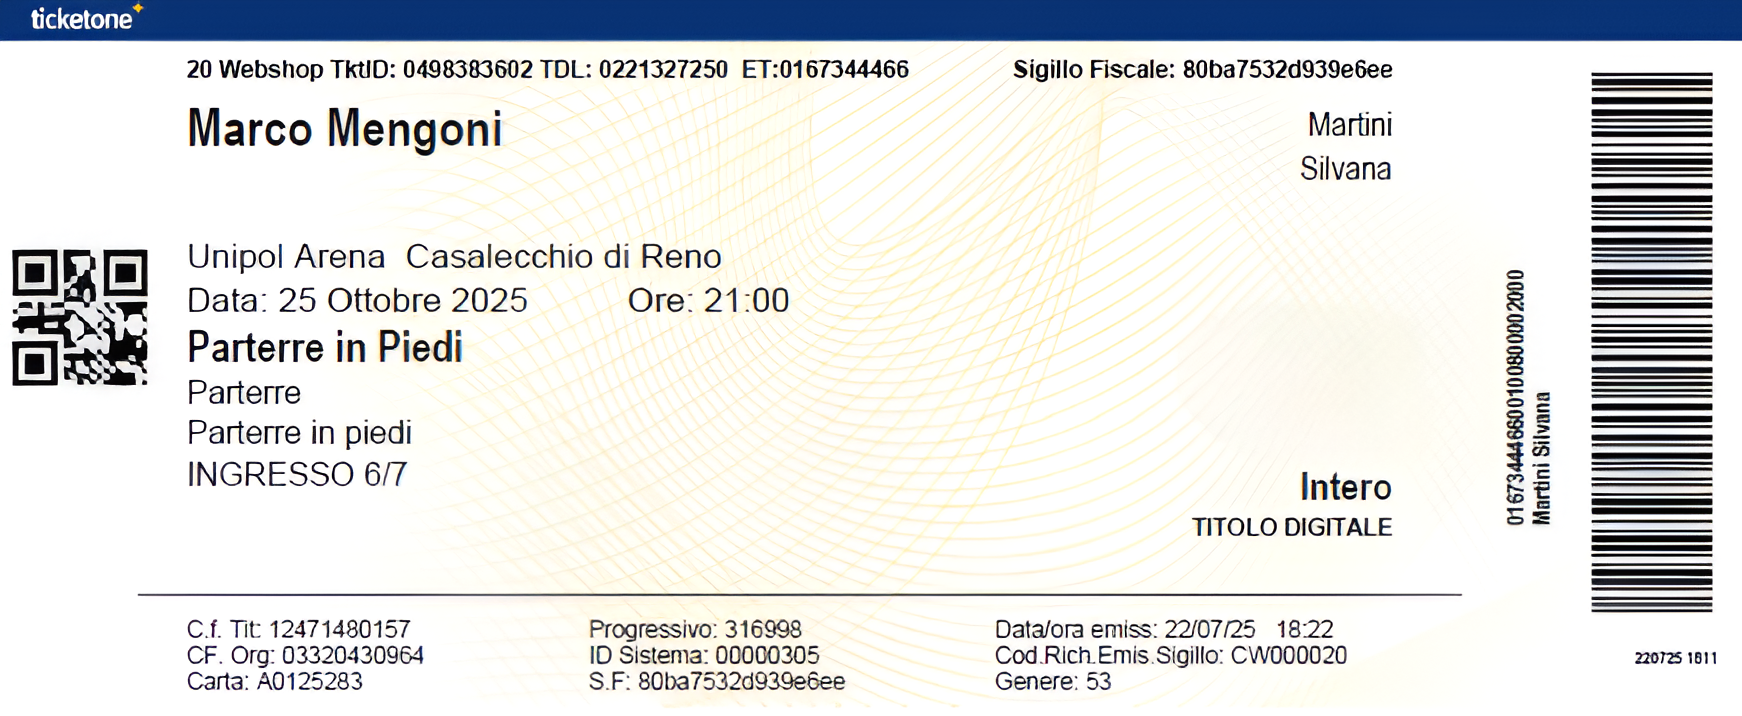 ticketone
20 Webshop TktID: 0498383602 TDL: 0221327250 ET:0167344466
Sigillo Fiscale: 80ba7532d939e6ee
Marco Mengoni
Martini
Silvana
Unipol Arena Casalecchio di Reno
Data: 25 Ottobre 2025 Ore: 21:00
Parterre in Piedi
Parterre
Parterre in piedi
INGRESSO 6/7
Intero
TITOLO DIGITALE
Martini Silvana
C.f. Tit: 12471480157
CF. Org: 03320430964
Carta: A0125283
Progressivo: 316998
ID Sistema: 00000305
S.F: 80ba7532d939e6ee
Data/ora emiss: 22/07/25 18:22
Cod.Rich.Emis.Sigillo: CW000020
Genere: 53
220725 1811